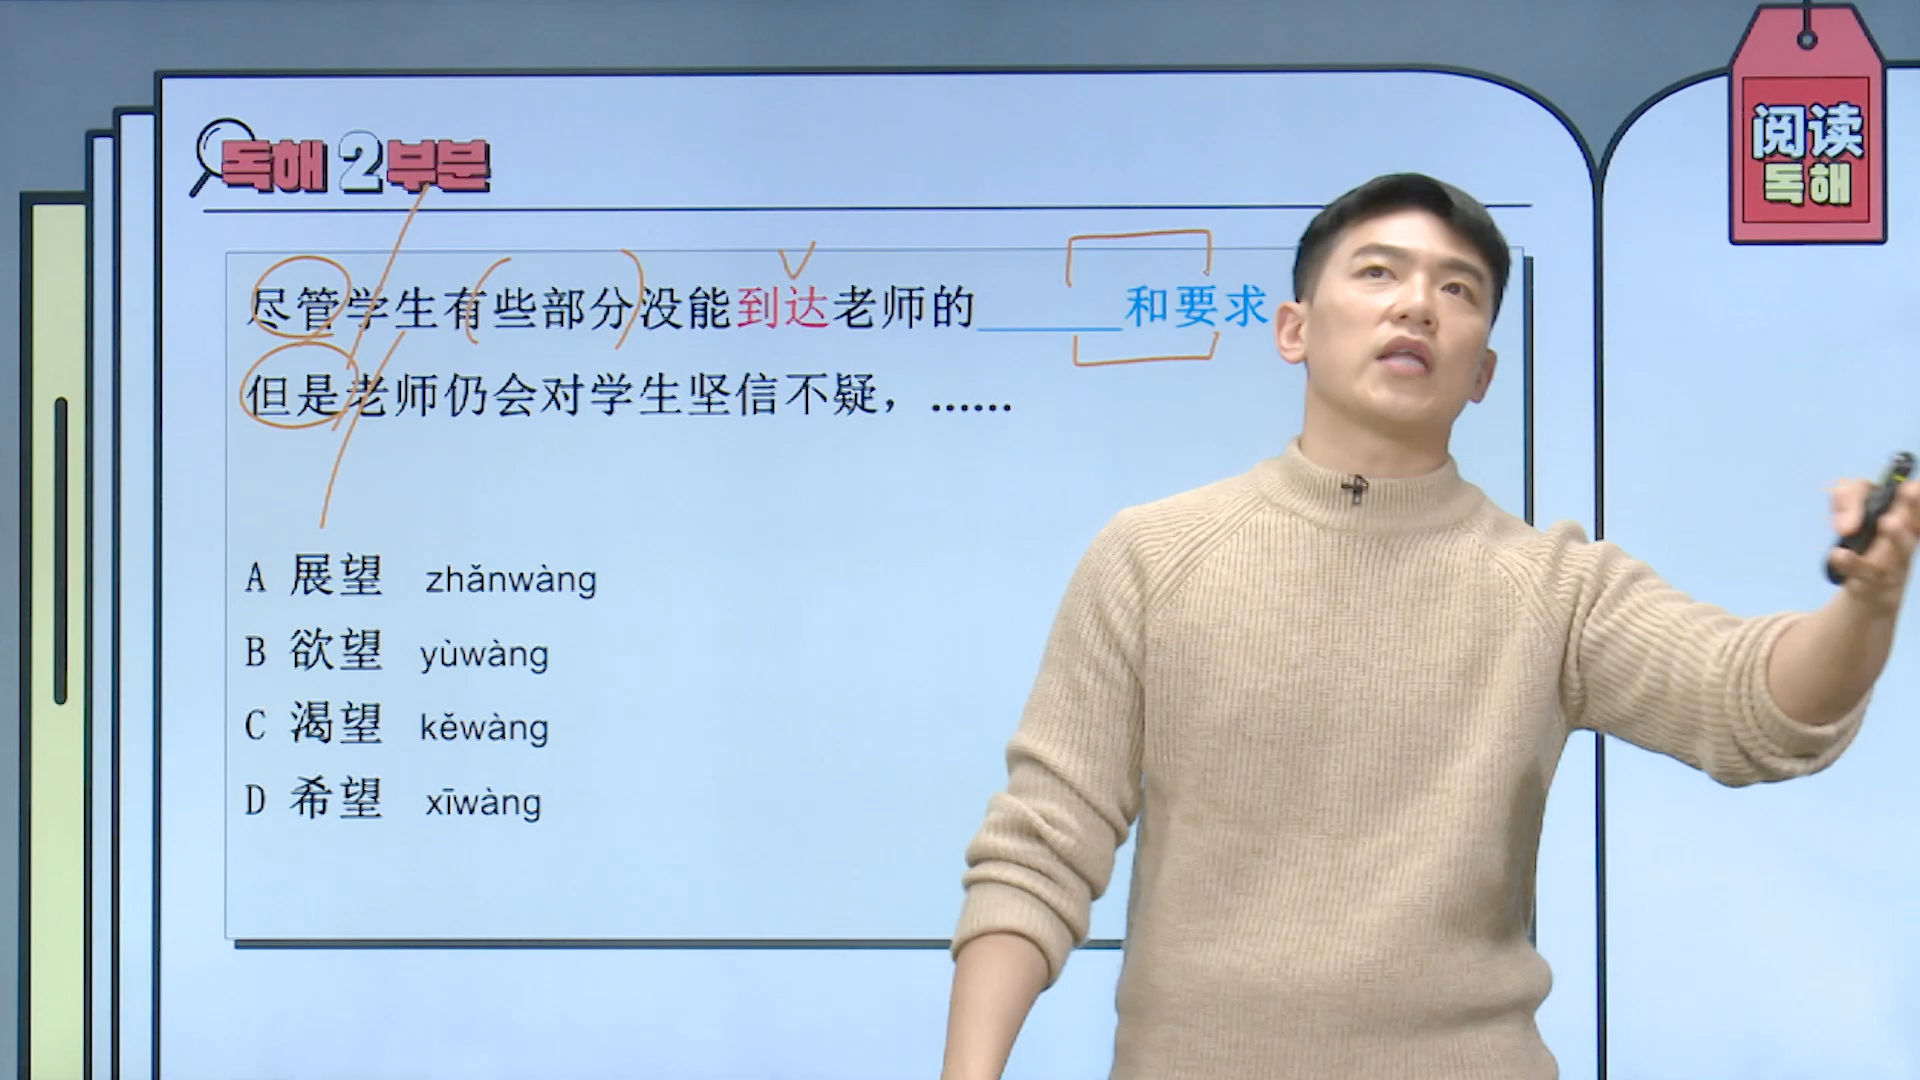 독해 2 부분
阅读
독해
尽管学生有些部分没能到达老师的______和要求
但是老师仍会对学生坚信不疑，……
A 展望 zhǎnwàng
B 欲望 yùwàng
C 渴望 kěwàng
D 希望 xīwàng